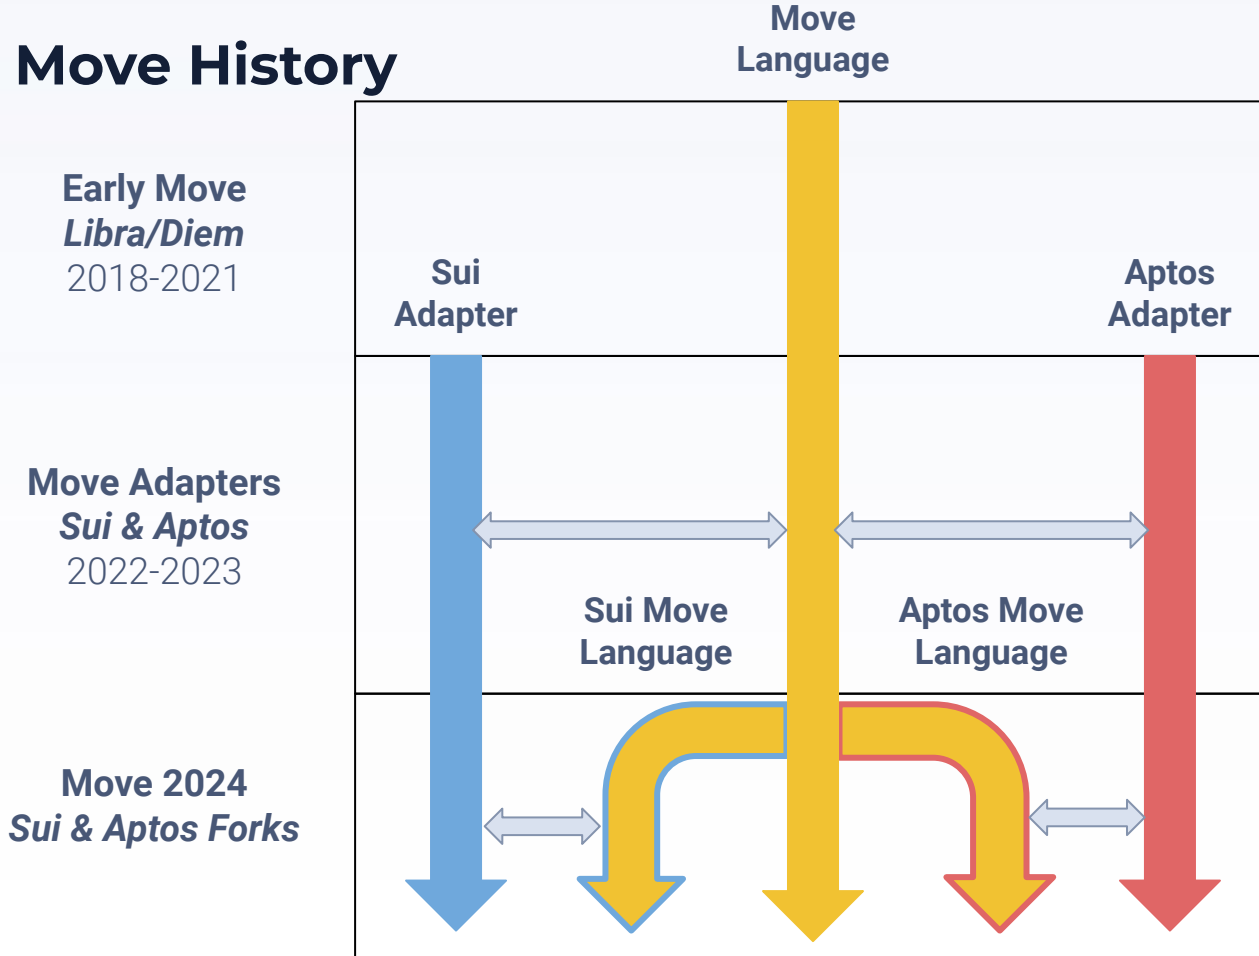 Move
Language
Move History
Early Move
Libra/Diem
2018-2021
Sui
Adapter
Aptos
Adapter
Move Adapters
Sui & Aptos
2022-2023
Sui Move
Language
Aptos Move
Language
Move 2024
Sui & Aptos Forks